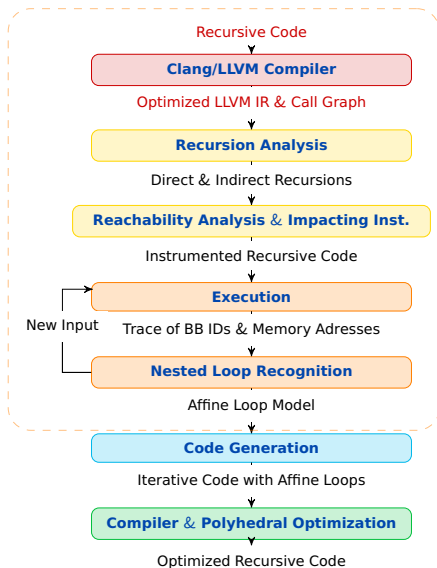 Recursive Code
Clang/LLVM Compiler
Optimized LLVM IR & Call Graph
Recursion Analysis
Direct & Indirect Recursions
Reachability Analysis & Impacting Inst.
Instrumented Recursive Code
Execution
New Input
Trace of BB IDs & Memory Adresses
Nested Loop Recognition
Affine Loop Model
Code Generation
Iterative Code with Affine Loops
Compiler & Polyhedral Optimization
Optimized Recursive Code